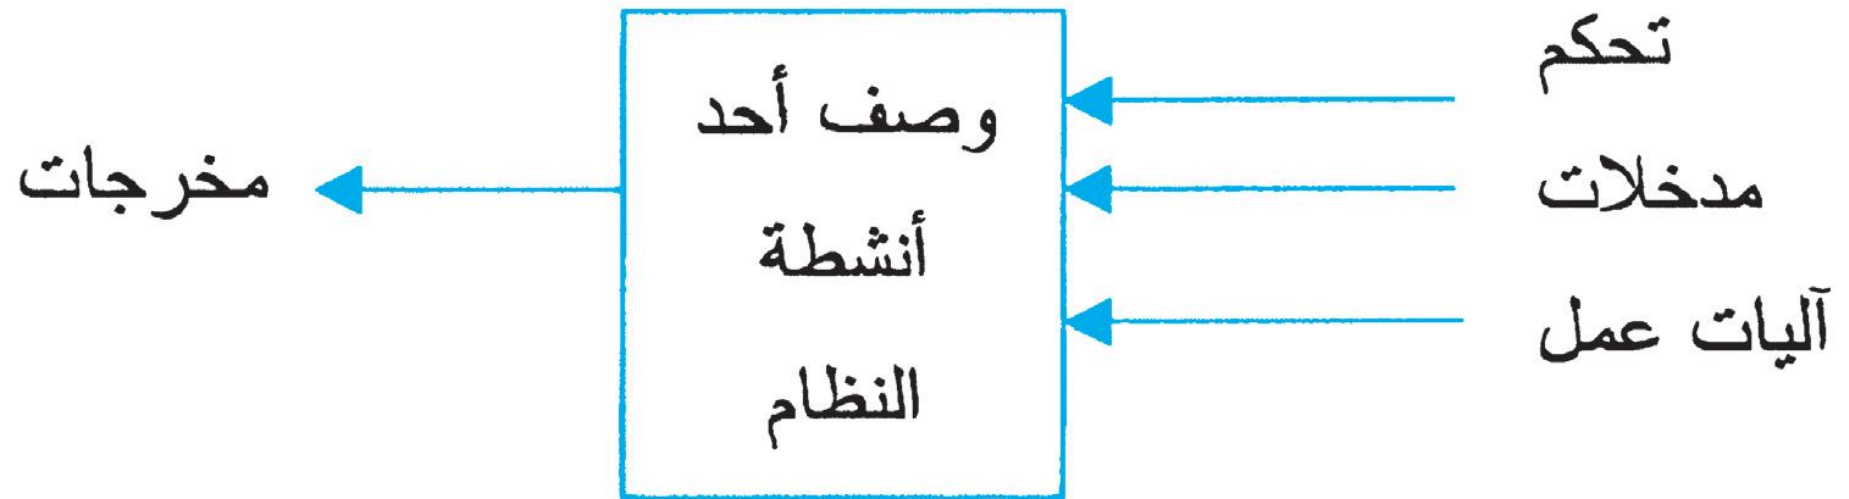 تحكم
مدخلات
آليات عمل
وصف أحد
أنشطة
النظام
مخرجات